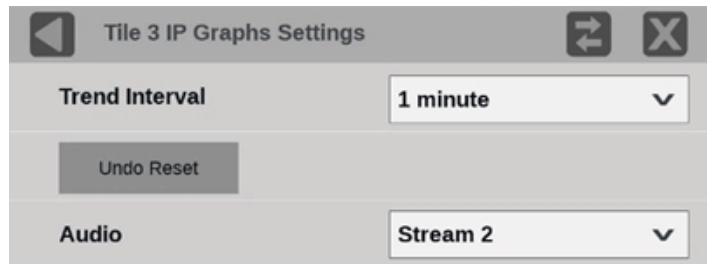 Tile 3 IP Graphs Settings
Trend Interval
1 minute
Undo Reset
Audio
Stream 2